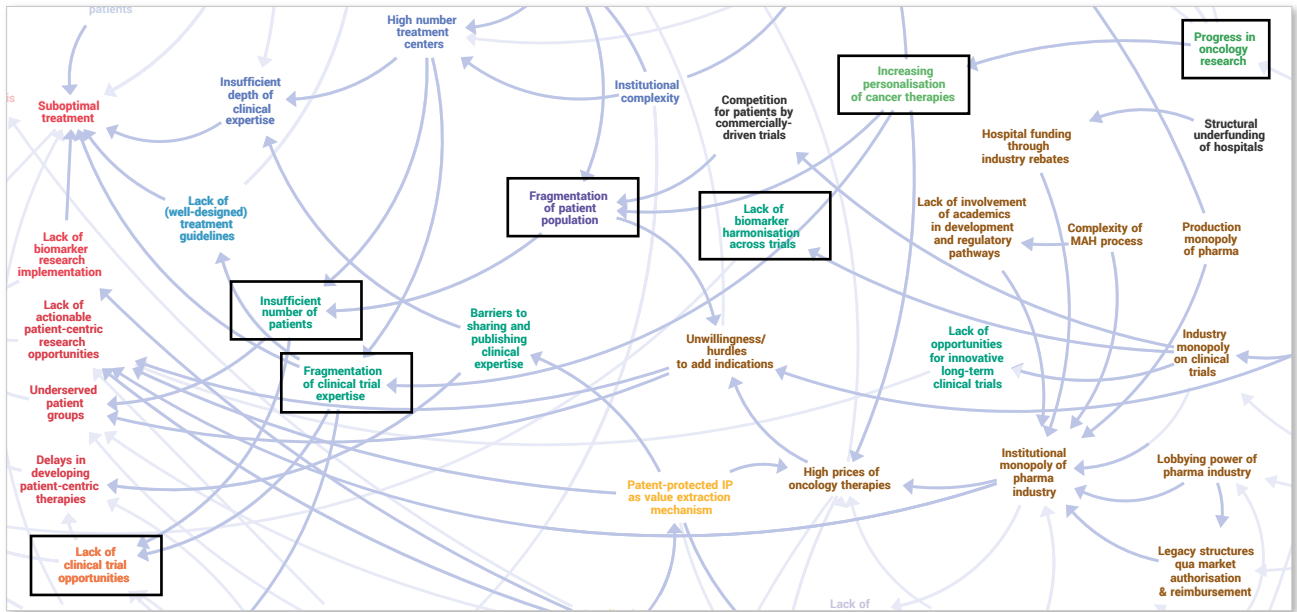 patients
High number
treatment
centers
Progress in
oncology
research
Increasing
personalisation
of cancer therapies
Institutional
complexity
Insufficient
depth of
clinical
expertise
is
Suboptimal
treatment
Competition
for patients by
commercially-
driven trials
Structural
underfunding
of hospitals
Hospital funding
through
industry rebates
Lack of
(well-designed)
treatment
guidelines
Fragmentation
of patient
population
Lack of
biomarker
harmonisation
across trials
Lack of involvement
of academics
in development
and regulatory
pathways
Complexity of
MAH process
Production
monopoly
of pharma
Lack of
biomarker
research
implementation
Insufficient
number of
patients
Lack of
actionable
patient-centric
research
opportunities
Barriers to
sharing and
publishing
clinical
expertise
Unwillingness/
hurdles
to add indications
Lack of
opportunities
for innovative
long-term
clinical trials
Industry
monopoly
on clinical
trials
Fragmentation
of clinical trial
expertise
Underserved
patient
groups
Delays in
developing
patient-centric
therapies
Patent-protected IP
as value extraction
mechanism
High prices of
oncology therapies
Institutional
monopoly of
pharma
industry
Lobbying power of
pharma industry
Lack of
clinical trial
opportunities
Legacy structures
qua market
authorisation
& reimbursement
Lack of